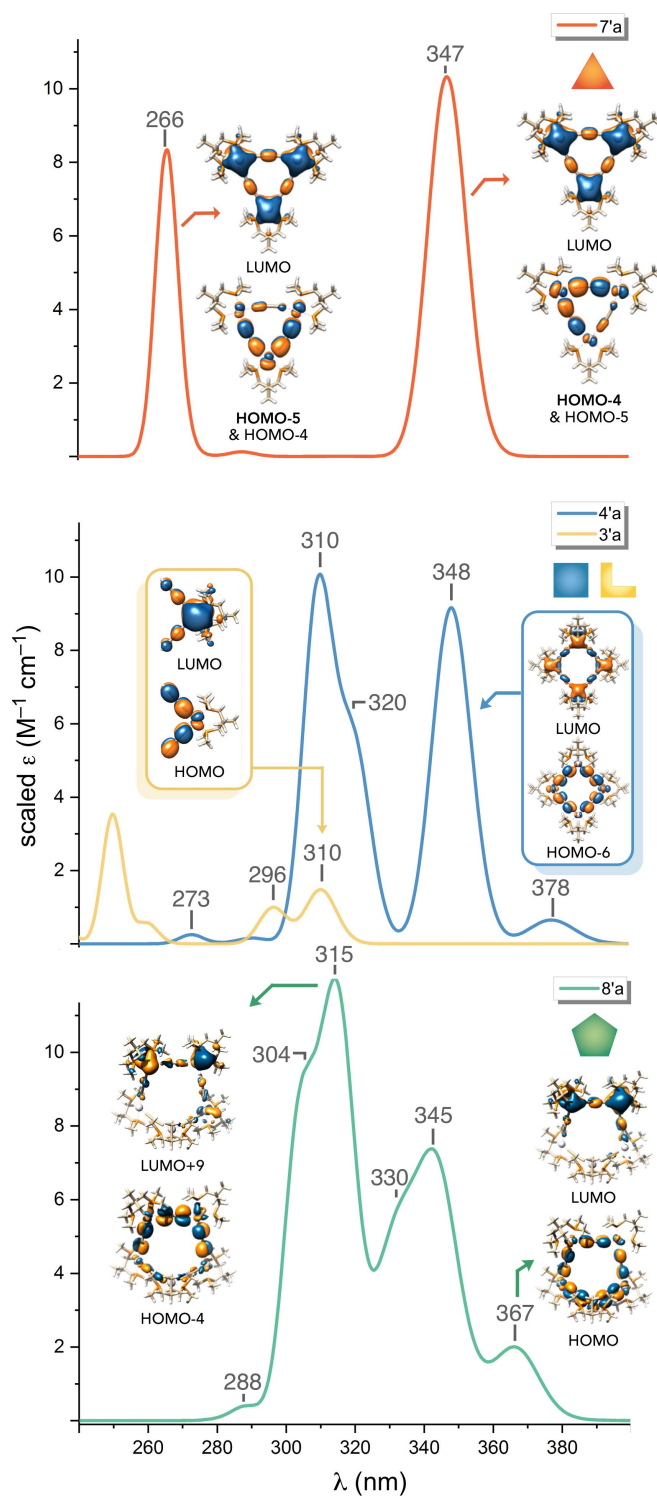 7'a
347
266
10
8
6
4
2
LUMO
LUMO
HOMO-5
& HOMO-4
HOMO-4
& HOMO-5
4'a
3'a
310
348
320
10
8
6
4
2
LUMO
HOMO
LUMO
HOMO-6
310
296
273
378
scaled ε (M⁻¹ cm⁻¹)
8'a
315
304
345
330
367
288
10
8
6
4
2
LUMO+9
HOMO-4
LUMO
HOMO
260 280 300 320 340 360 380
λ (nm)